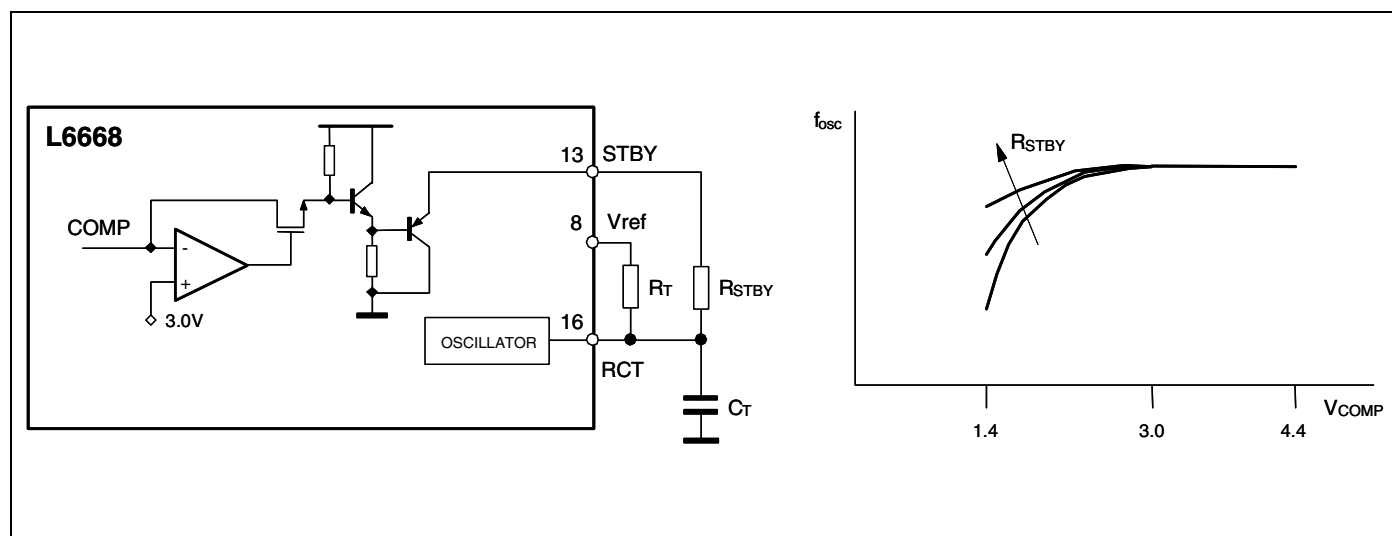 L6668
COMP
-
+
3.0V
13 STBY
8 Vref
RT
RSTBY
16
OSCILLATOR
RCT
CT
fosc
RSTBY
VCOMP
1.4 3.0 4.4